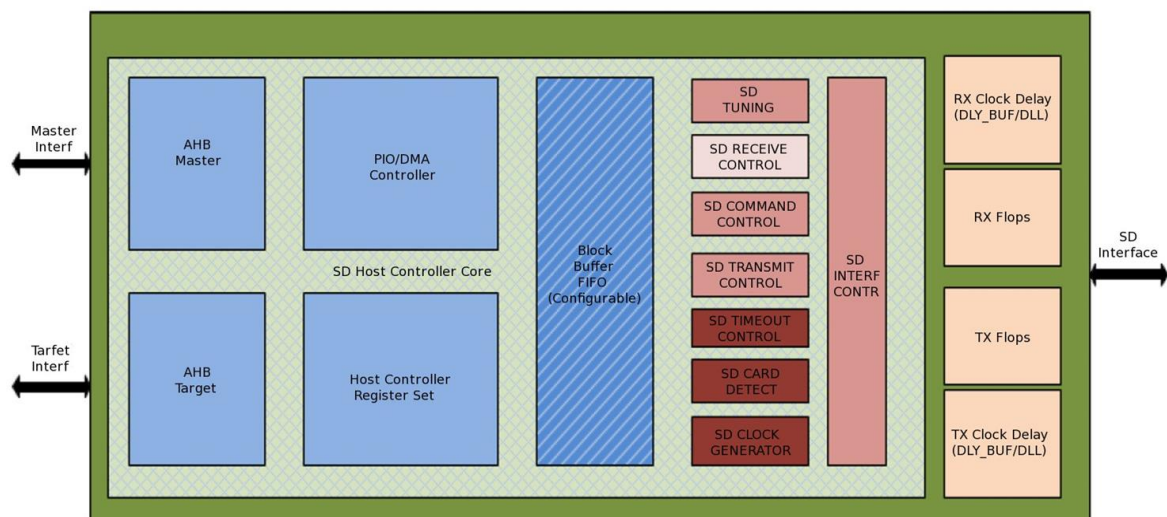 Master
Interf
Tarfet
Interf
AHB
Master
PIO/DMA
Controller
SD Host Controller Core
AHB
Target
Host Controller
Register Set
Block
Buffer
FIFO
(Configurable)
SD
TUNING
SD RECEIVE
CONTROL
SD COMMAND
CONTROL
SD TRANSMIT
CONTROL
SD TIMEOUT
CONTROL
SD CARD
DETECT
SD CLOCK
GENERATOR
SD
INTERF
CONTR
RX Clock Delay
(DLY_BUF/DLL)
RX Flops
TX Flops
TX Clock Delay
(DLY_BUF/DLL)
SD
Interface